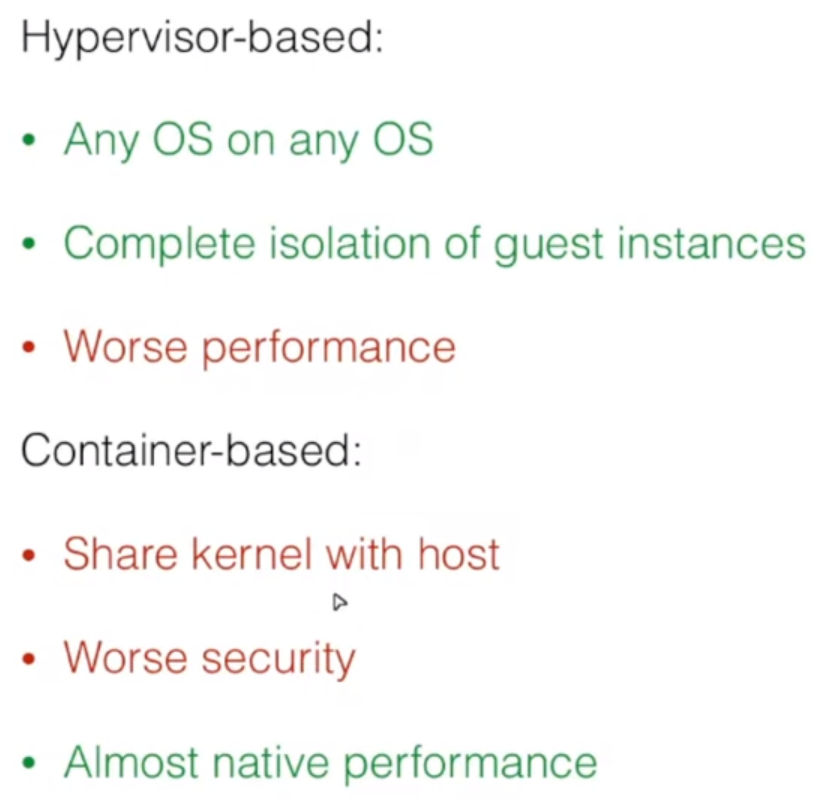 Hypervisor-based:
• Any OS on any OS
• Complete isolation of guest instances
• Worse performance
Container-based:
• Share kernel with host
• Worse security
• Almost native performance